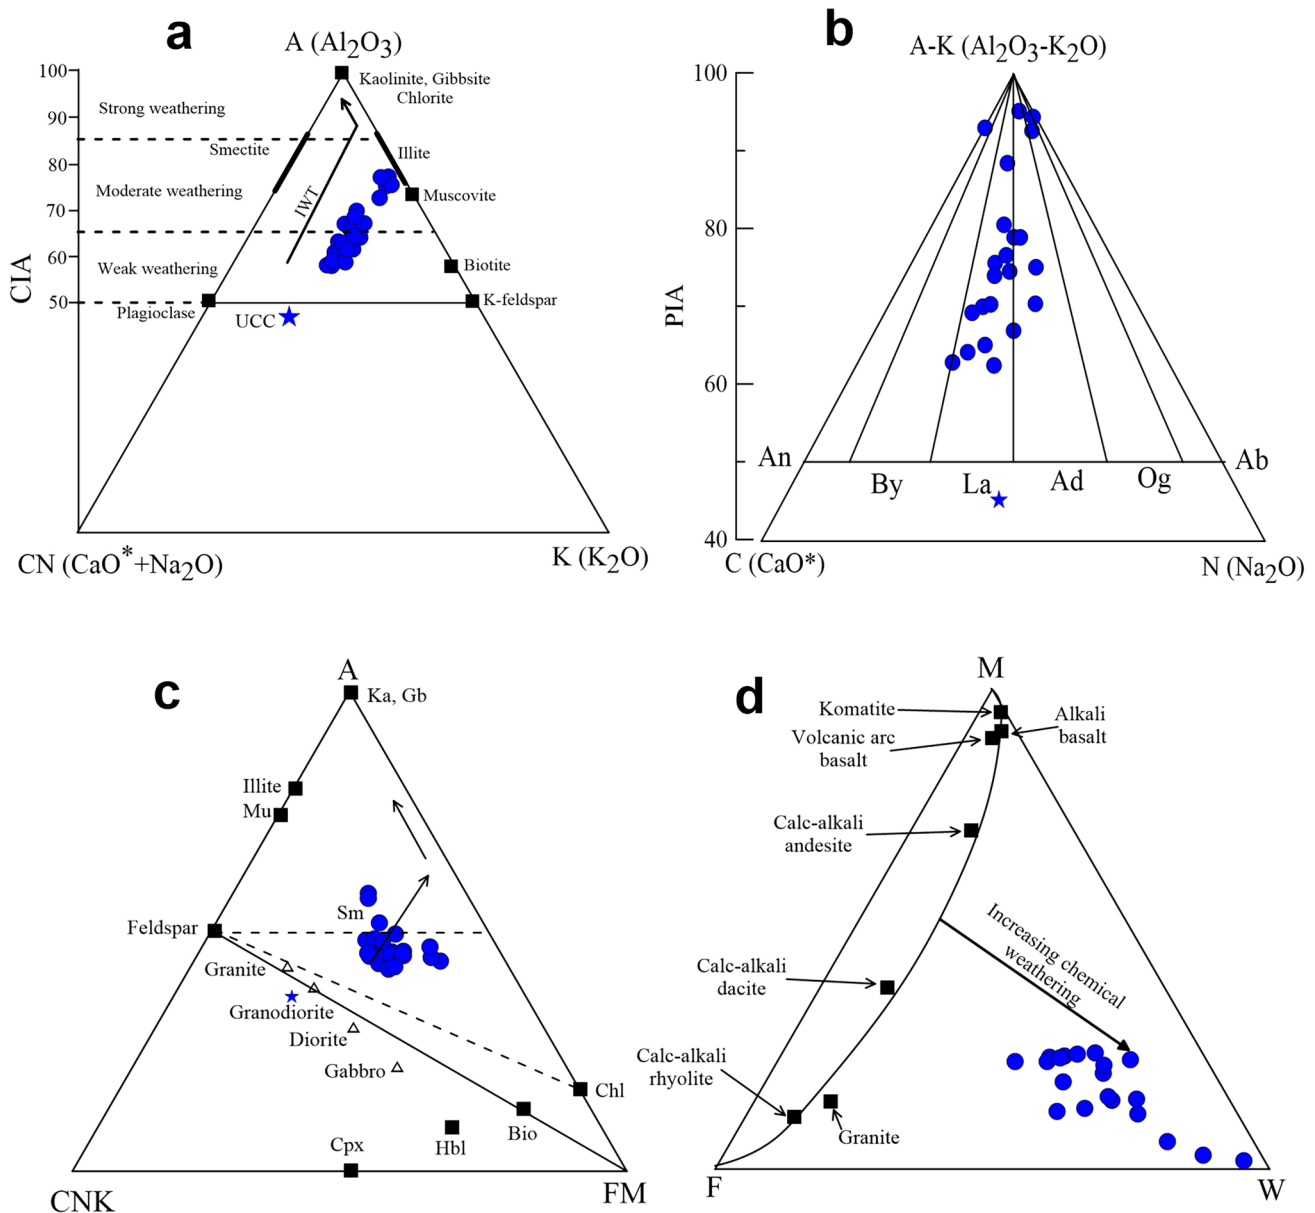 a
A (Al₂O₃)
100
90
80
70
60
50
CIA
Kaolinite, Gibbsite
Chlorite
Strong weathering
Smectite
Illite
Moderate weathering
Muscovite
IWT
Weak weathering
Biotite
Plagioclase
K-feldspar
UCC
CN (CaO*+Na₂O)
K (K₂O)
b
A-K (Al₂O₃-K₂O)
100
80
60
40
PIA
An
Ab
By
La
Ad
Og
C (CaO*)
N (Na₂O)
c
A
Ka, Gb
Illite
Mu
Sm
Feldspar
Granite
Granodiorite
Diorite
Gabbro
Chl
Bio
Hbl
Cpx
CNK
FM
d
M
Komatite
Alkali
basalt
Volcanic arc
basalt
Calc-alkali
andesite
Increasing chemical
weathering
Calc-alkali
dacite
Calc-alkali
rhyolite
Granite
F
W